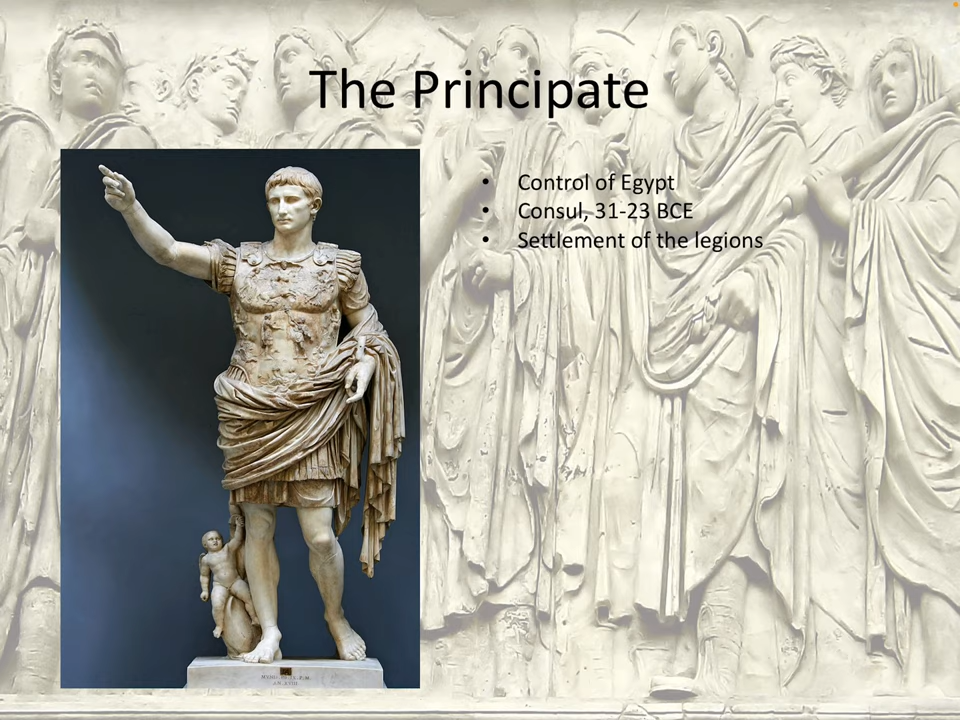 The Principate
• Control of Egypt
• Consul, 31-23 BCE
• Settlement of the legions